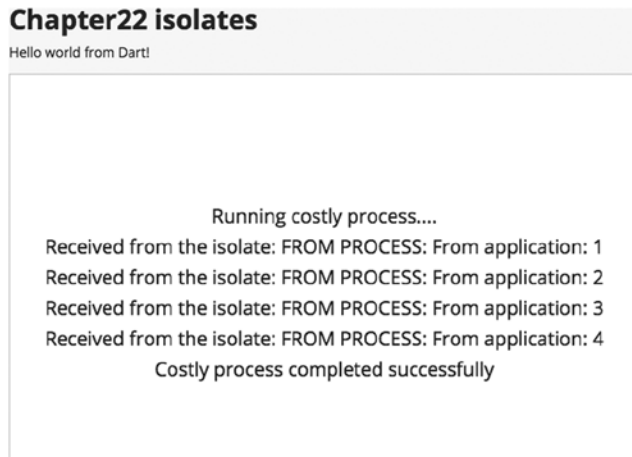 Chapter22 isolates
Hello world from Dart!
Running costly process....
Received from the isolate: FROM PROCESS: From application: 1
Received from the isolate: FROM PROCESS: From application: 2
Received from the isolate: FROM PROCESS: From application: 3
Received from the isolate: FROM PROCESS: From application: 4
Costly process completed successfully